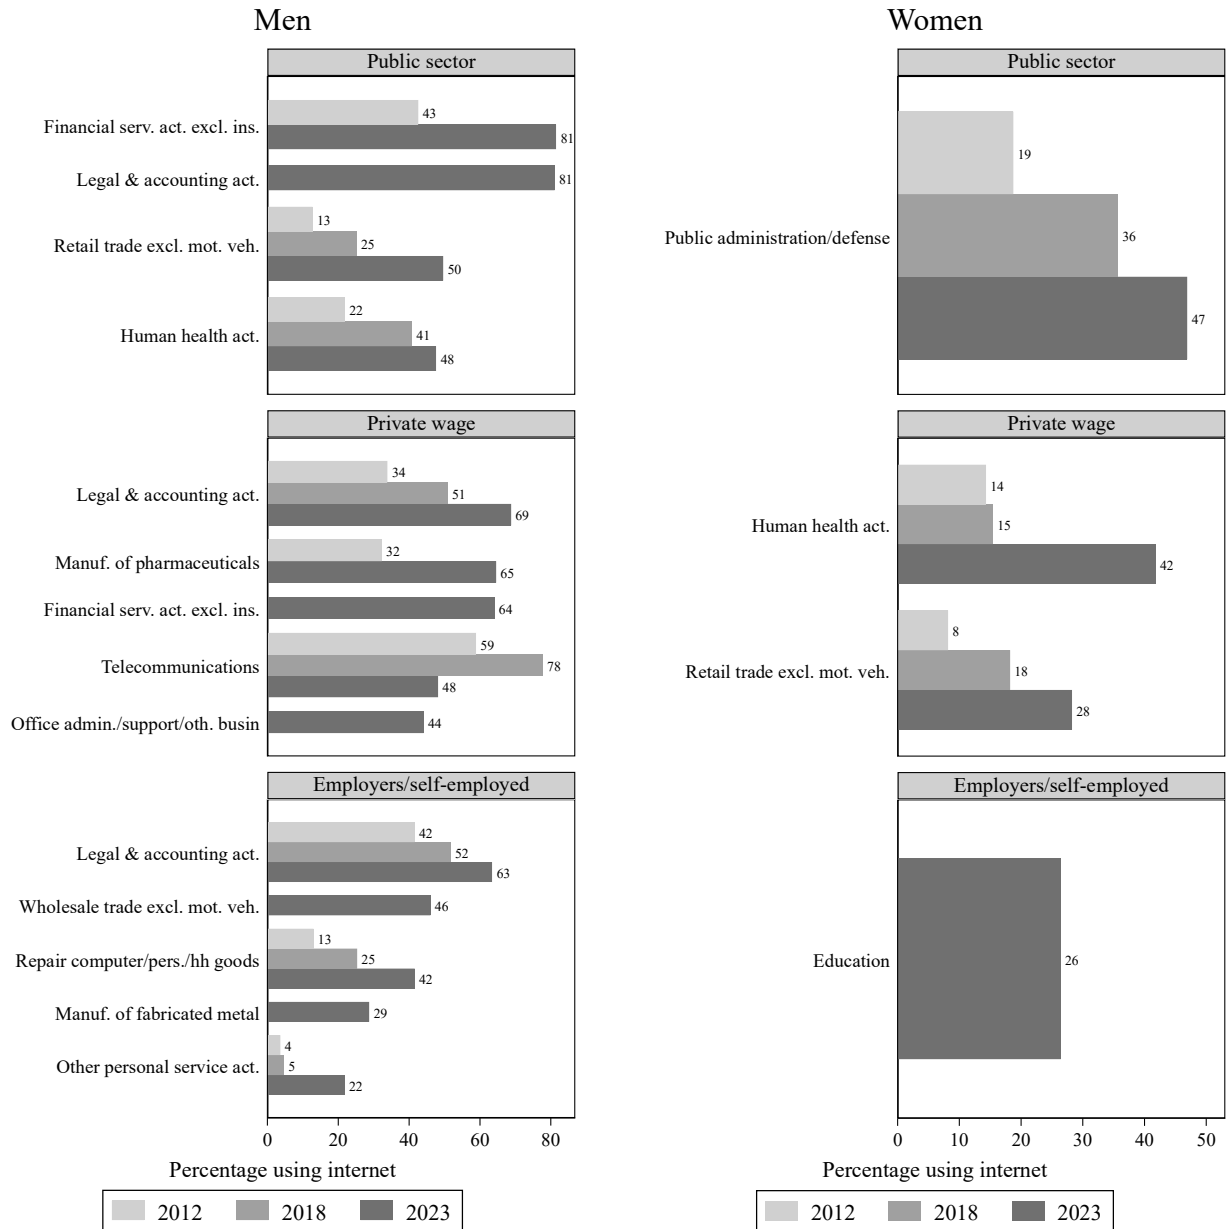 Men
Public sector
Financial serv. act. excl. ins.
43
81
Legal & accounting act.
81
Retail trade excl. mot. veh.
13
25
50
Human health act.
22
41
48
Private wage
Legal & accounting act.
34
51
69
Manuf. of pharmaceuticals
32
65
Financial serv. act. excl. ins.
64
Telecommunications
59
78
48
Office admin./support/oth. busin
44
Employers/self-employed
Legal & accounting act.
42
52
63
Wholesale trade excl. mot. veh.
46
Repair computer/pers./hh goods
13
25
42
Manuf. of fabricated metal
29
Other personal service act.
4
5
22
0 20 40 60 80
Percentage using internet
2012 2018 2023
Women
Public sector
Public administration/defense
19
36
47
Private wage
Human health act.
14
15
42
Retail trade excl. mot. veh.
8
18
28
Employers/self-employed
Education
26
0 10 20 30 40 50
Percentage using internet
2012 2018 2023